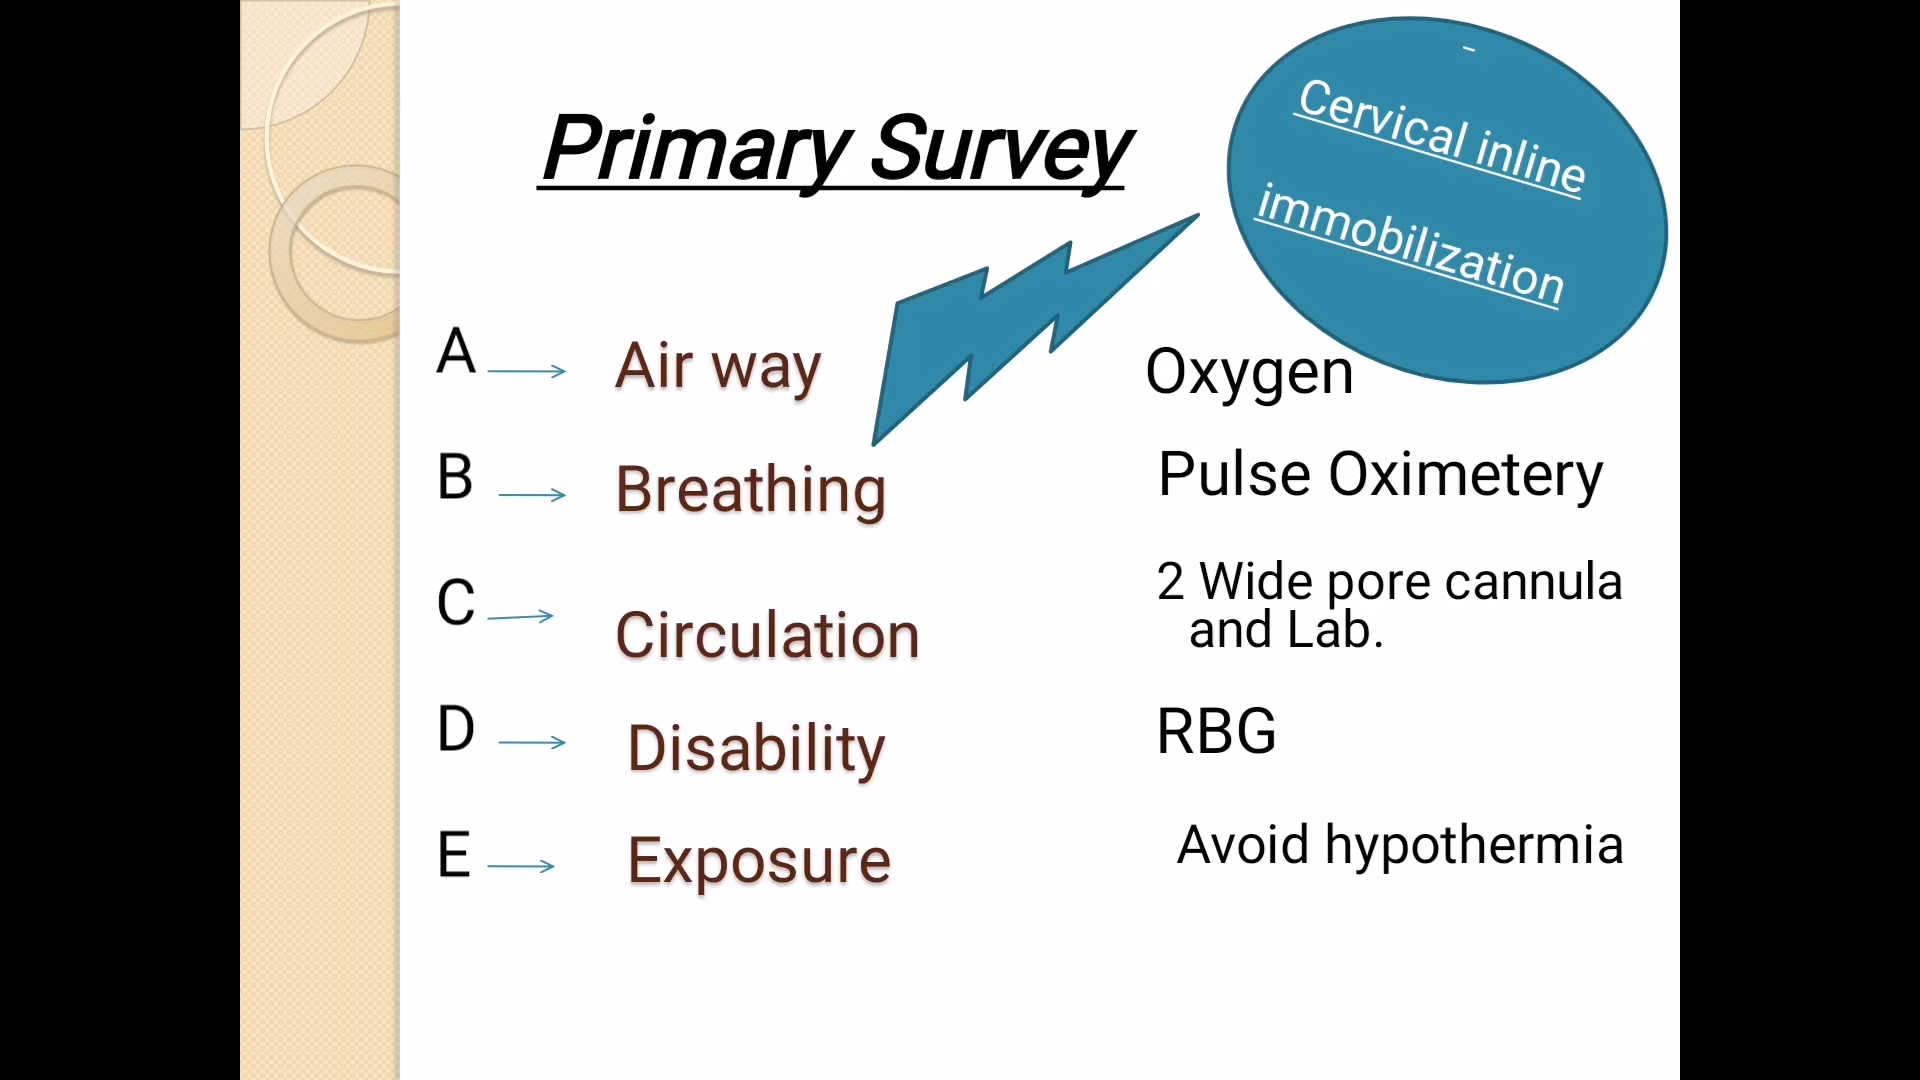 -
Cervical inline
immobilization
Primary Survey
A Air way Oxygen
B Breathing Pulse Oximetery
C Circulation 2 Wide pore cannula
and Lab.
D Disability RBG
E Exposure Avoid hypothermia